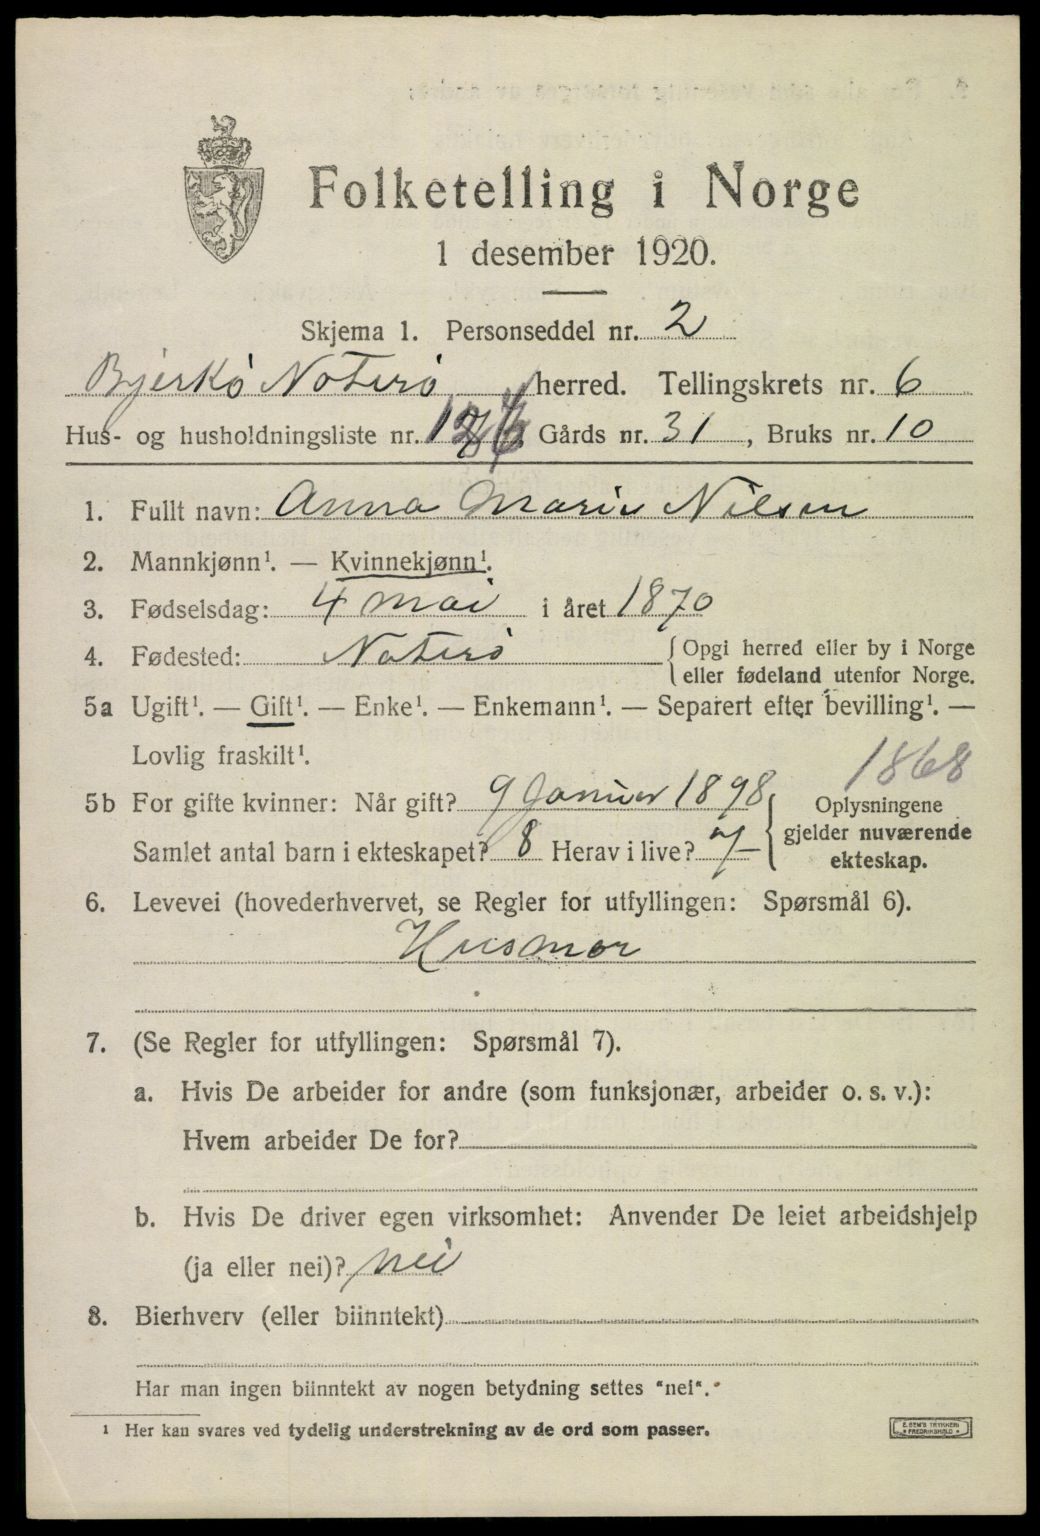 Folketelling i Norge
1 desember 1920.
Skjema 1. Personseddel nr. 2
Bjerkö Noterö herred. Tellingskrets nr. 6
Hus- og husholdningsliste nr. Gårds nr. 31, Bruks nr. 10
1. Fullt navn: Anna Marie Nilsen
2. Mannkjønn¹. — Kvinnekjønn¹.
3. Fødselsdag: 4 mai i året 1870
4. Fødested: Noterö {Opgi herred eller by i Norge
eller fødeland utenfor Norge.
5a Ugift¹. — Gift¹. — Enke¹. — Enkemann¹. — Separert efter bevilling¹. —
Lovlig fraskilt¹.
1868
5b For gifte kvinner: Når gift? 9 Januar 1898
Samlet antal barn i ekteskapet? 8 Herav i live? 7
Oplysningene
gjelder nuværende
ekteskap.
6. Levevei (hovederhvervet, se Regler for utfyllingen: Spørsmål 6).
Husmor
7. (Se Regler for utfyllingen: Spørsmål 7).
a. Hvis De arbeider for andre (som funksjonær, arbeider o. s. v.):
Hvem arbeider De for?
b. Hvis De driver egen virksomhet: Anvender De leiet arbeidshjelp
(ja eller nei)? nei
8. Bierhverv (eller biinntekt)
Har man ingen biinntekt av nogen betydning settes "nei".
¹ Her kan svares ved tydelig understrekning av de ord som passer.
E. SEM'S TRYKKERI
FREDRIKSHALD